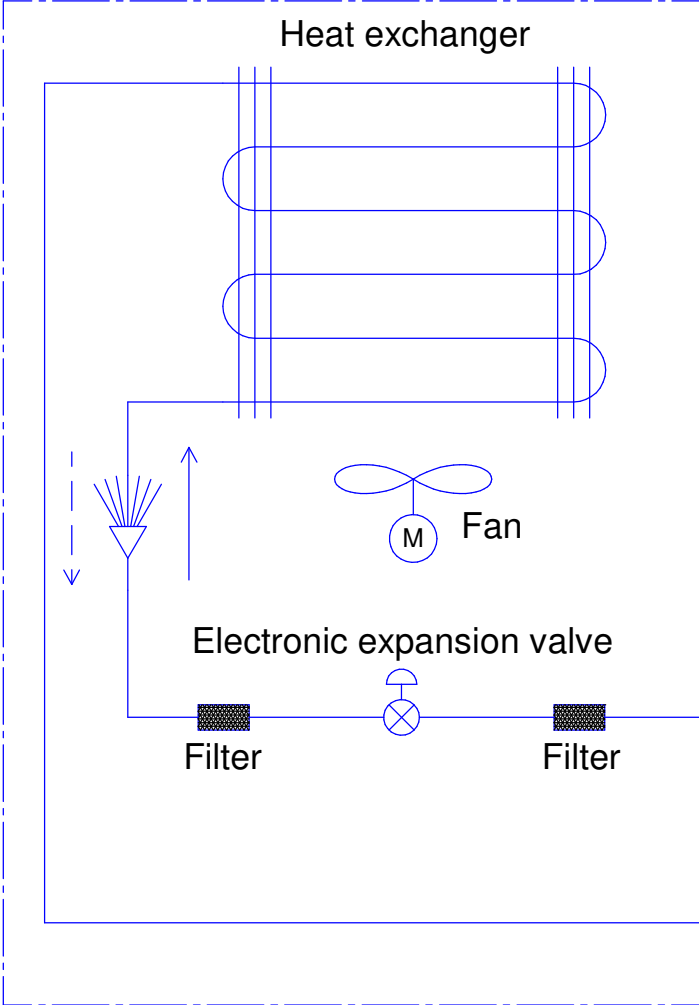 Heat exchanger
M
Fan
Electronic expansion valve
Filter
Filter